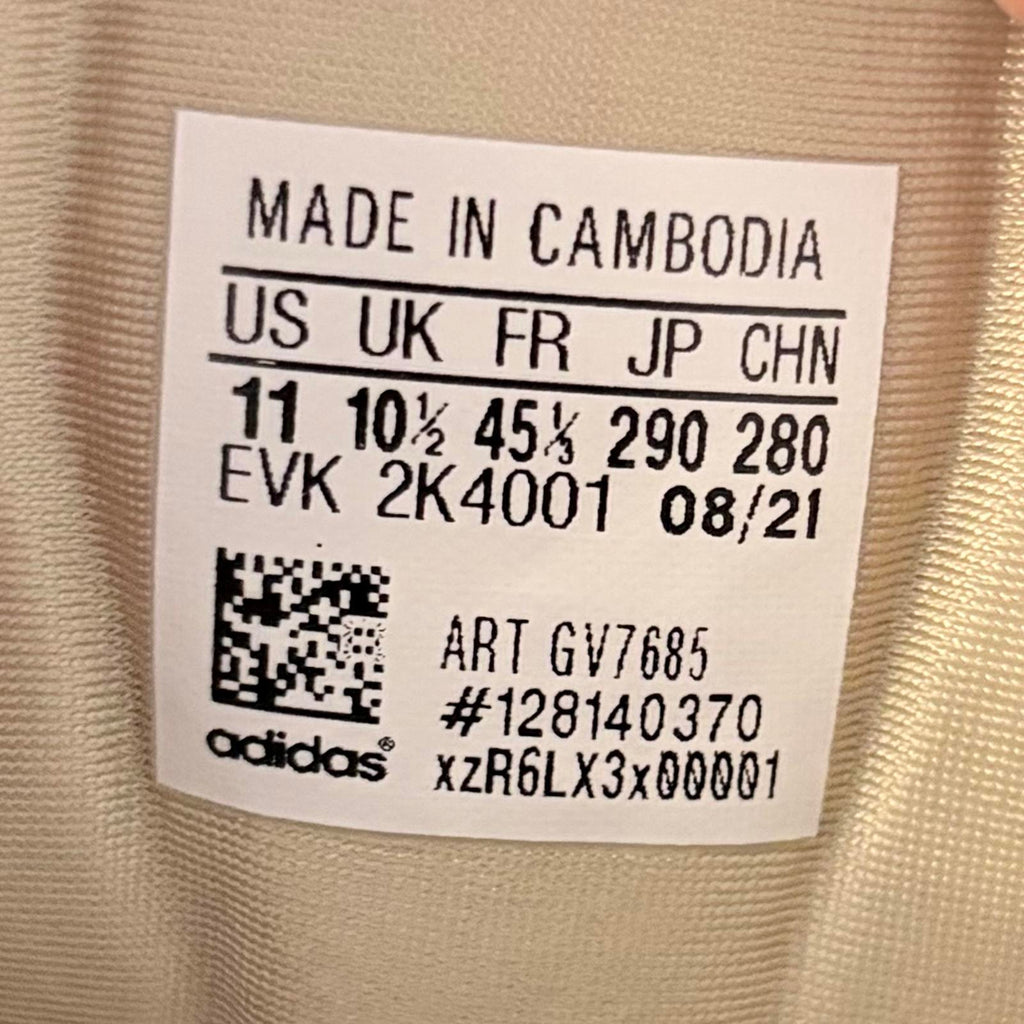 MADE IN CAMBODIA
US UK FR JP CHN
11 10½ 45⅓ 290 280
EVK 2K4001 08/21
ART GV7685
#128140370
xzR6LX3x00001
adidas®